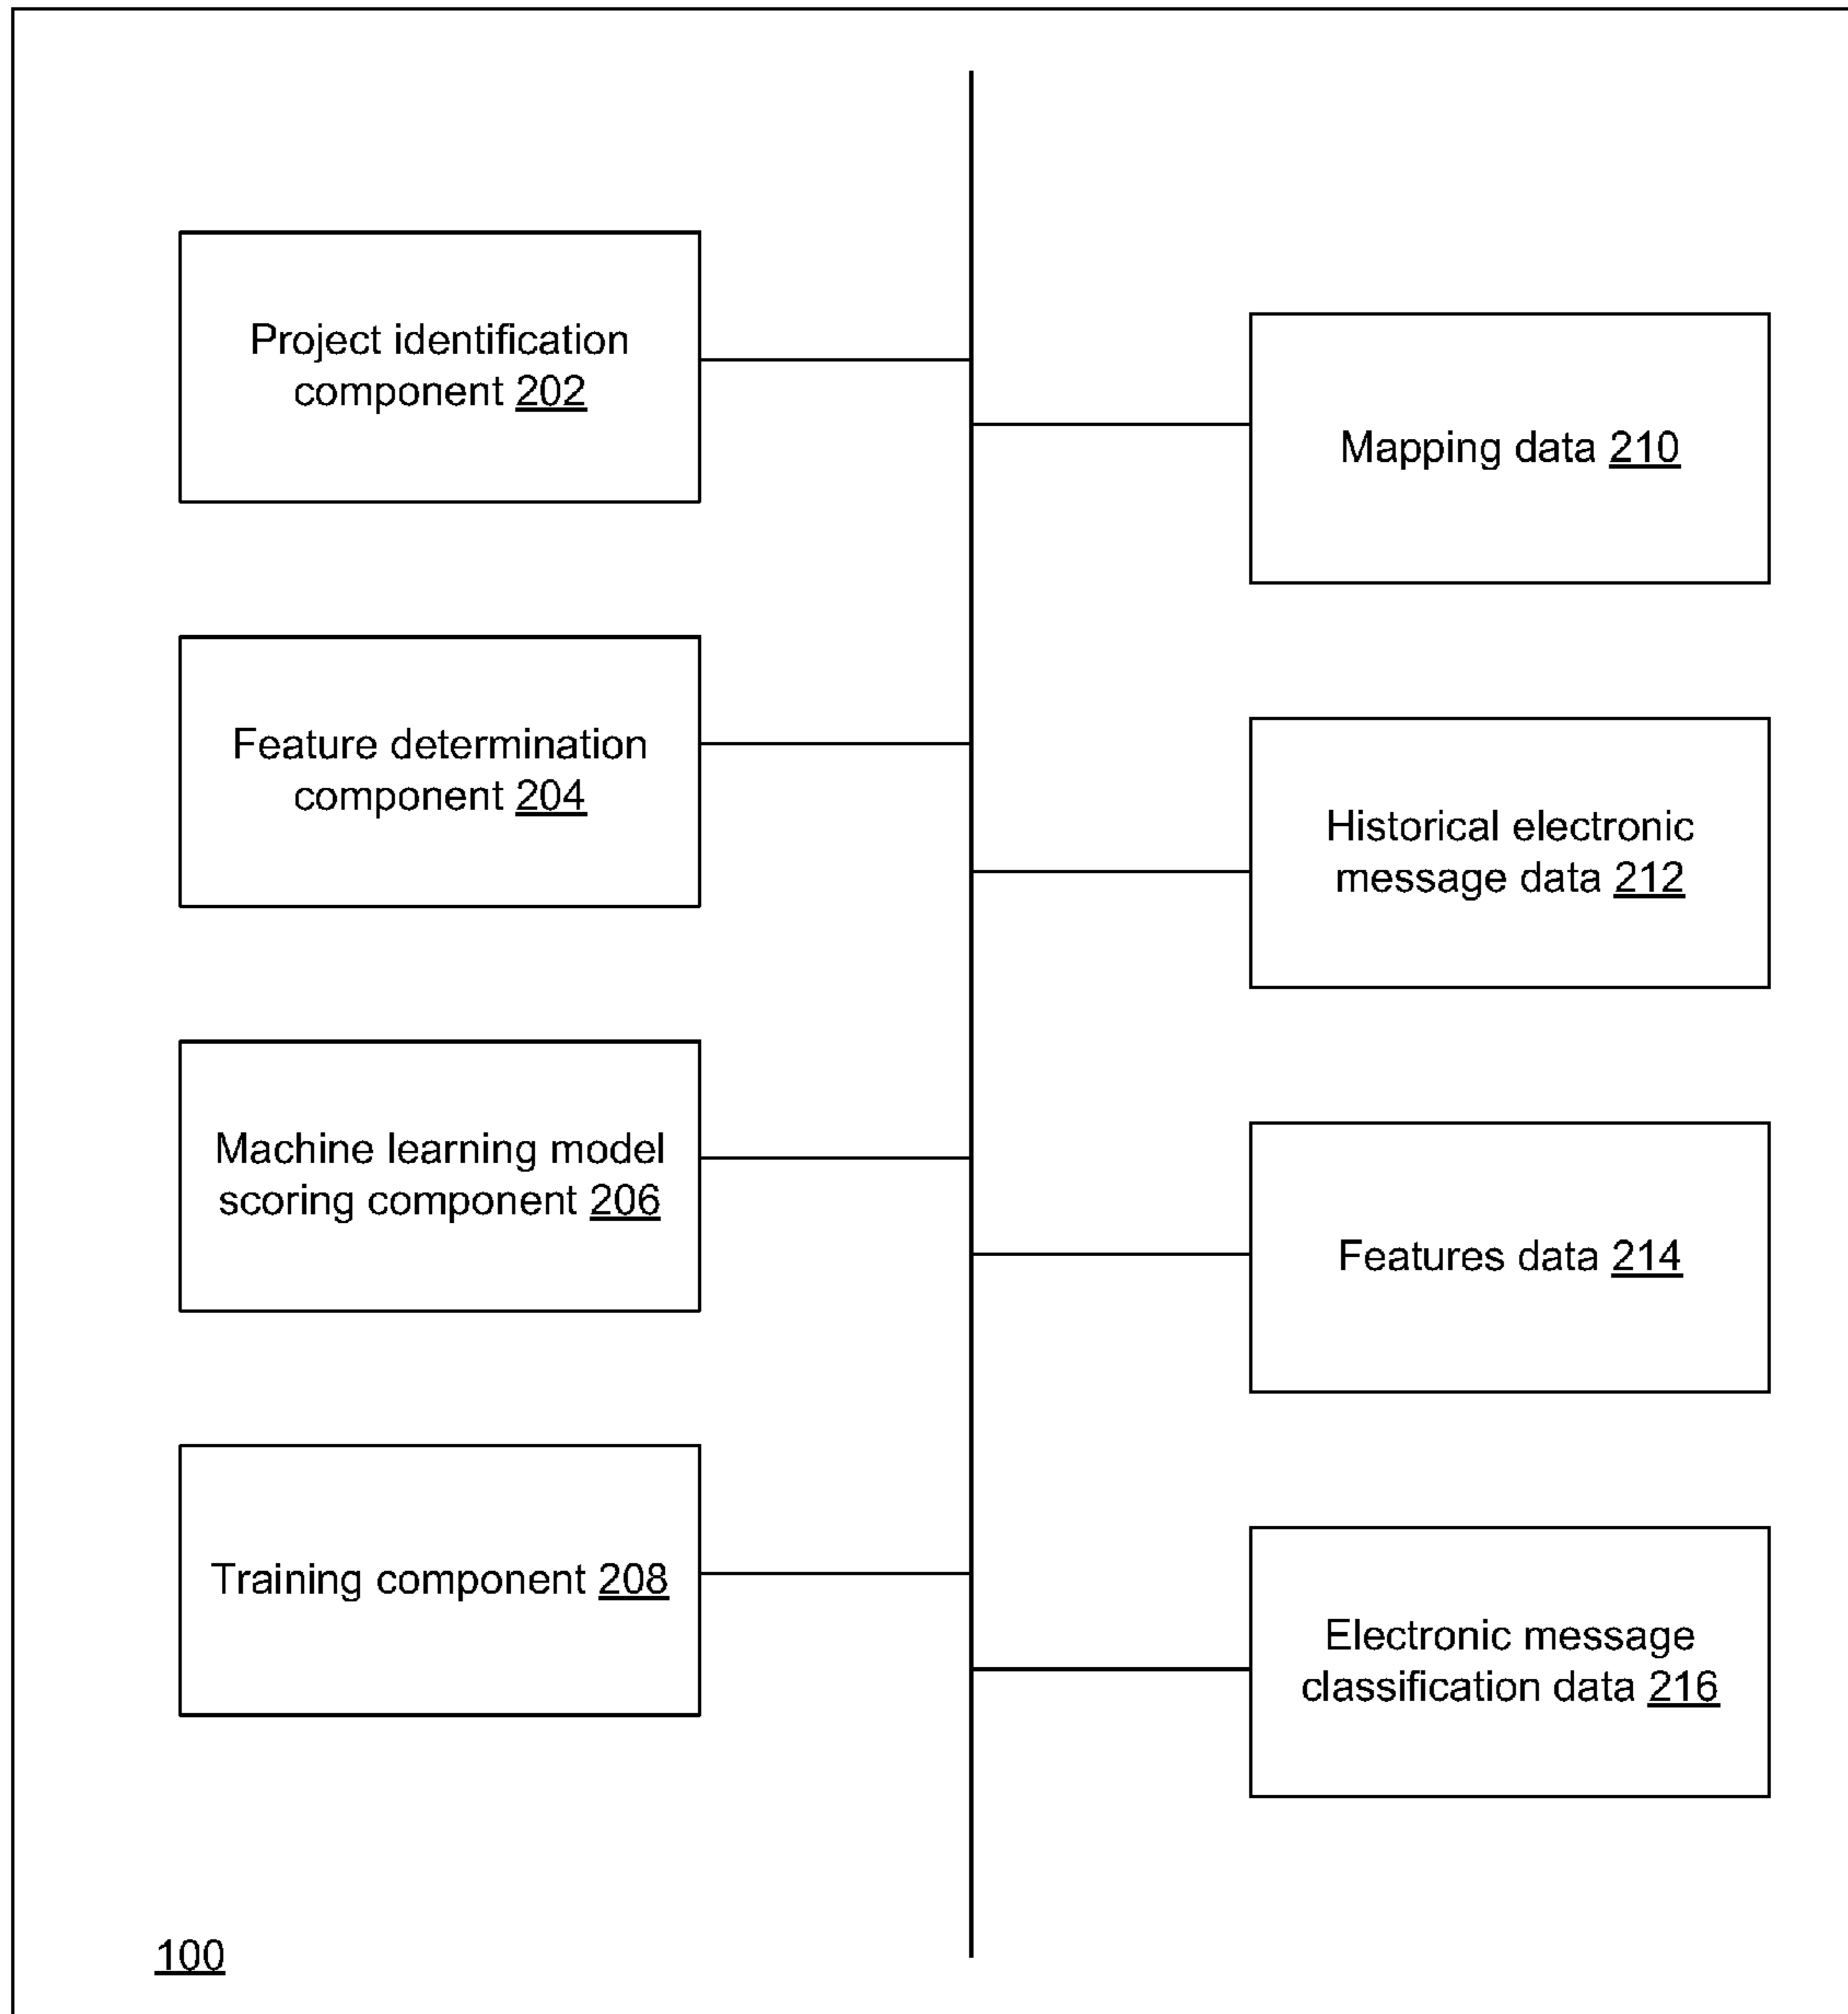 Project identification
component 202
Feature determination
component 204
Machine learning model
scoring component 206
Training component 208
Mapping data 210
Historical electronic
message data 212
Features data 214
Electronic message
classification data 216
100